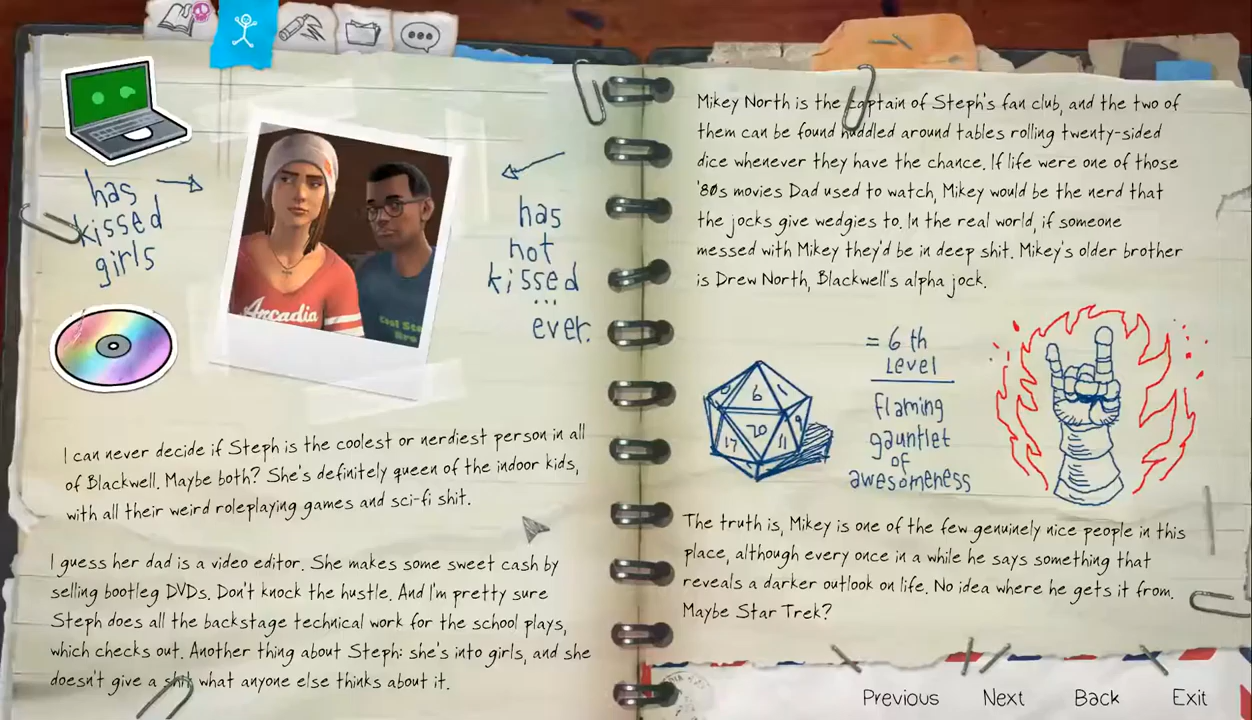 has
kissed
girls
has
not
kissed
...
ever.
Arcadia
I can never decide if Steph is the coolest or nerdiest person in all
of Blackwell. Maybe both? She's definitely queen of the indoor kids,
with all their weird roleplaying games and sci-fi shit.
I guess her dad is a video editor. She makes some sweet cash by
selling bootleg DVDs. Don't knock the hustle. And I'm pretty sure
Steph does all the backstage technical work for the school plays,
which checks out. Another thing about Steph: she's into girls, and she
doesn't give a shit what anyone else thinks about it.
Mikey North is the captain of Steph's fan club, and the two of
them can be found huddled around tables rolling twenty-sided
dice whenever they have the chance. If life were one of those
'80s movies Dad used to watch, Mikey would be the nerd that
the jocks give wedgies to. In the real world, if someone
messed with Mikey they'd be in deep shit. Mikey's older brother
is Drew North, Blackwell's alpha jock.
6
20
17
11
9
= 6th
Level
Flaming
gauntlet
of
awesomeness
The truth is, Mikey is one of the few genuinely nice people in this
place, although every once in a while he says something that
reveals a darker outlook on life. No idea where he gets it from.
Maybe Star Trek?
Previous Next Back Exit